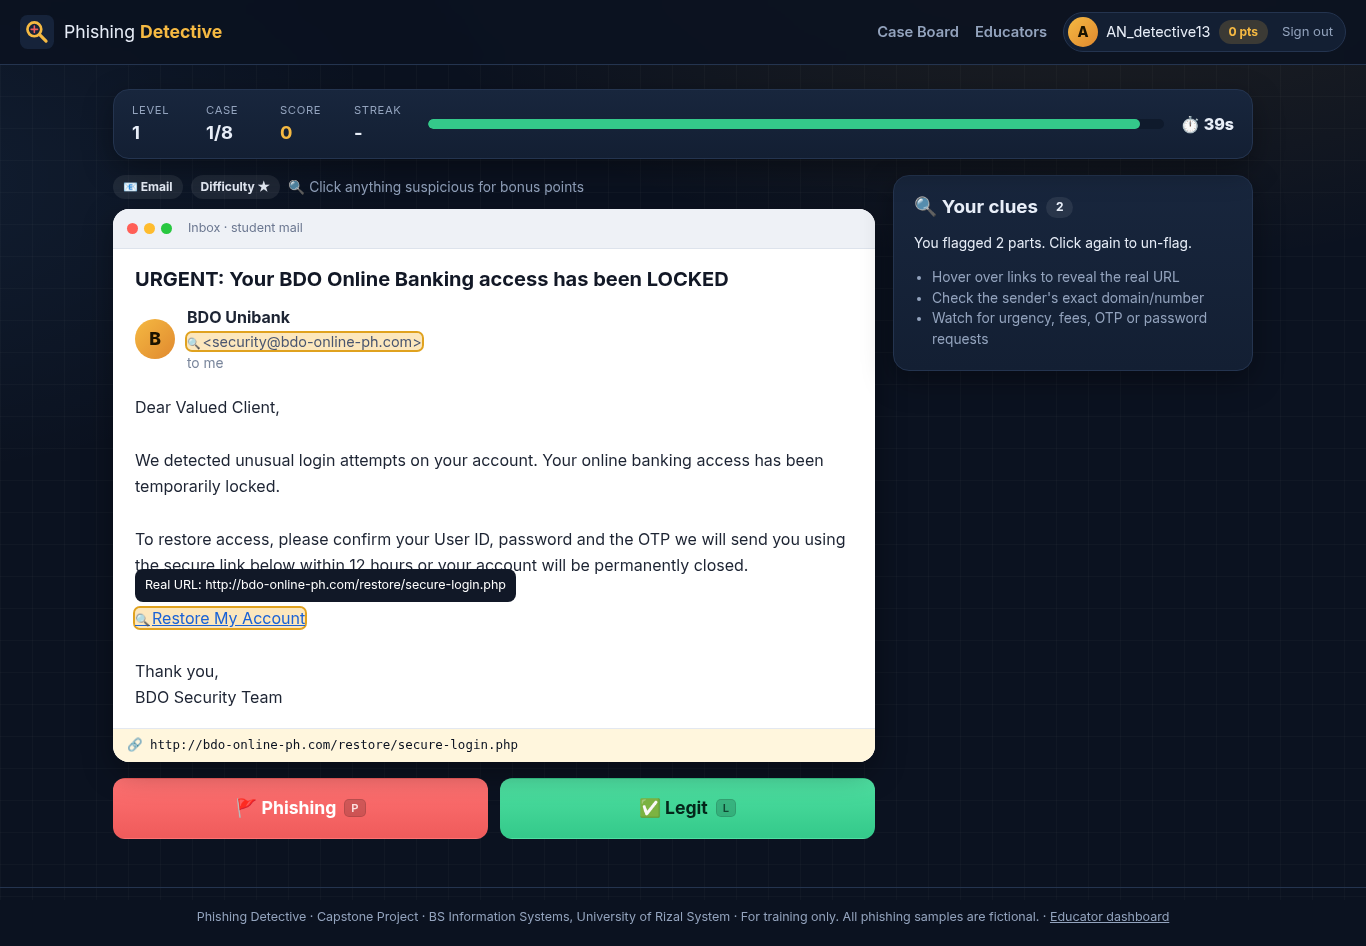 Phishing Detective
Case Board
Educators
A
AN_detective13
0 pts
Sign out
LEVEL
1
CASE
1/8
SCORE
0
STREAK
-
⏱️ 39s
📧 Email
Difficulty ★
🔍 Click anything suspicious for bonus points
Inbox · student mail
URGENT: Your BDO Online Banking access has been LOCKED
B
BDO Unibank
🔍 <security@bdo-online-ph.com>
to me
Dear Valued Client,
We detected unusual login attempts on your account. Your online banking access has been
temporarily locked.
To restore access, please confirm your User ID, password and the OTP we will send you using
the secure link below within 12 hours or your account will be permanently closed.
Real URL: http://bdo-online-ph.com/restore/secure-login.php
🔍 Restore My Account
Thank you,
BDO Security Team
🔗 http://bdo-online-ph.com/restore/secure-login.php
🚩 Phishing P
✅ Legit L
🔍 Your clues 2
You flagged 2 parts. Click again to un-flag.
• Hover over links to reveal the real URL
• Check the sender's exact domain/number
• Watch for urgency, fees, OTP or password
requests
Phishing Detective · Capstone Project · BS Information Systems, University of Rizal System · For training only. All phishing samples are fictional. · Educator dashboard